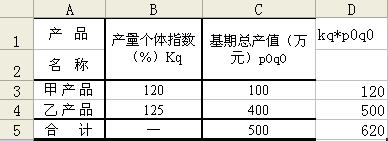 A B C D
1 产 品 产量个体指数 基期总产值（万 kq*p0q0
2 名 称 （%）Kq 元）p0q0
3 甲产品 120 100 120
4 乙产品 125 400 500
5 合 计 — 500 620